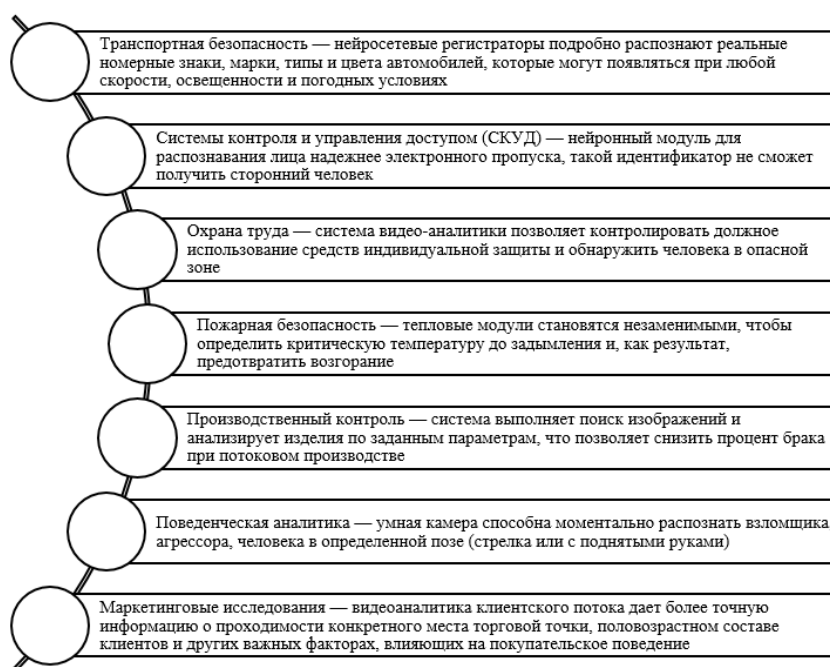 Транспортная безопасность — нейросетевые регистраторы подробно распознают реальные
номерные знаки, марки, типы и цвета автомобилей, которые могут появляться при любой
скорости, освещенности и погодных условиях
Системы контроля и управления доступом (СКУД) — нейронный модуль для
распознавания лица надежнее электронного пропуска, такой идентификатор не сможет
получить сторонний человек
Охрана труда — система видео-аналитики позволяет контролировать должное
использование средств индивидуальной защиты и обнаружить человека в опасной
зоне
Пожарная безопасность — тепловые модули становятся незаменимыми, чтобы
определить критическую температуру до задымления и, как результат,
предотвратить возгорание
Производственный контроль — система выполняет поиск изображений и
анализирует изделия по заданным параметрам, что позволяет снизить процент брака
при потоковом производстве
Поведенческая аналитика — умная камера способна моментально распознать взломщика,
агрессора, человека в определенной позе (стрелка или с поднятыми руками)
Маркетинговые исследования — видеоаналитика клиентского потока дает более точную
информацию о проходимости конкретного места торговой точки, половозрастном составе
клиентов и других важных факторах, влияющих на покупательское поведение